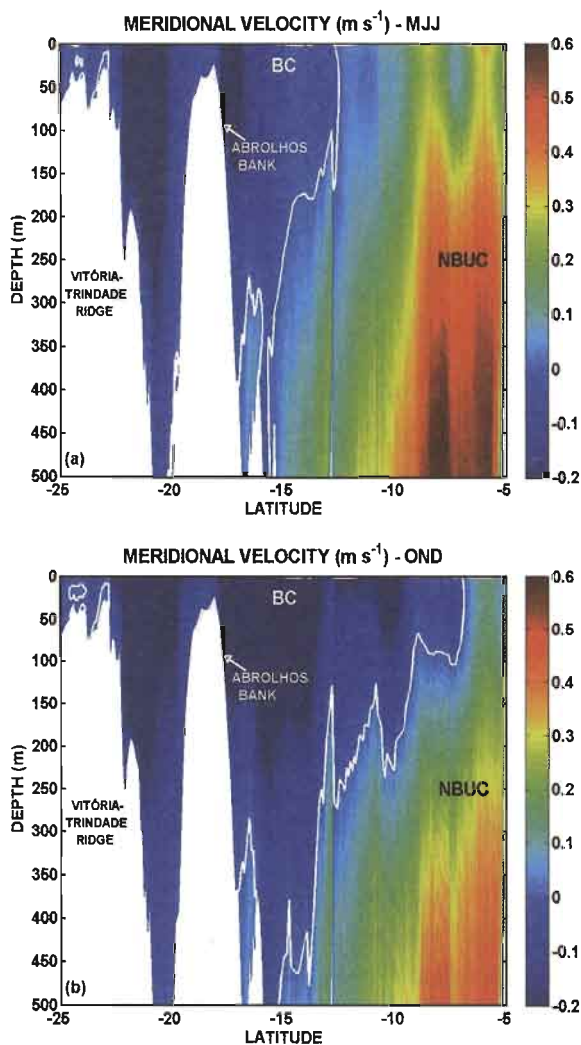 MERIDIONAL VELOCITY (m s⁻¹) - MJJ
0
50
100
150
200
250
300
350
400
450
500
DEPTH (m)
BC
ABROLHOS
BANK
VITÓRIA-
TRINDADE
RIDGE
NBUC
(a)
-25
-20
-15
-10
-5
LATITUDE
0.6
0.5
0.4
0.3
0.2
0.1
0
-0.1
-0.2
MERIDIONAL VELOCITY (m s⁻¹) - OND
0
50
100
150
200
250
300
350
400
450
500
DEPTH (m)
BC
ABROLHOS
BANK
VITÓRIA-
TRINDADE
RIDGE
NBUC
(b)
-25
-20
-15
-10
-5
LATITUDE
0.6
0.5
0.4
0.3
0.2
0.1
0
-0.1
-0.2